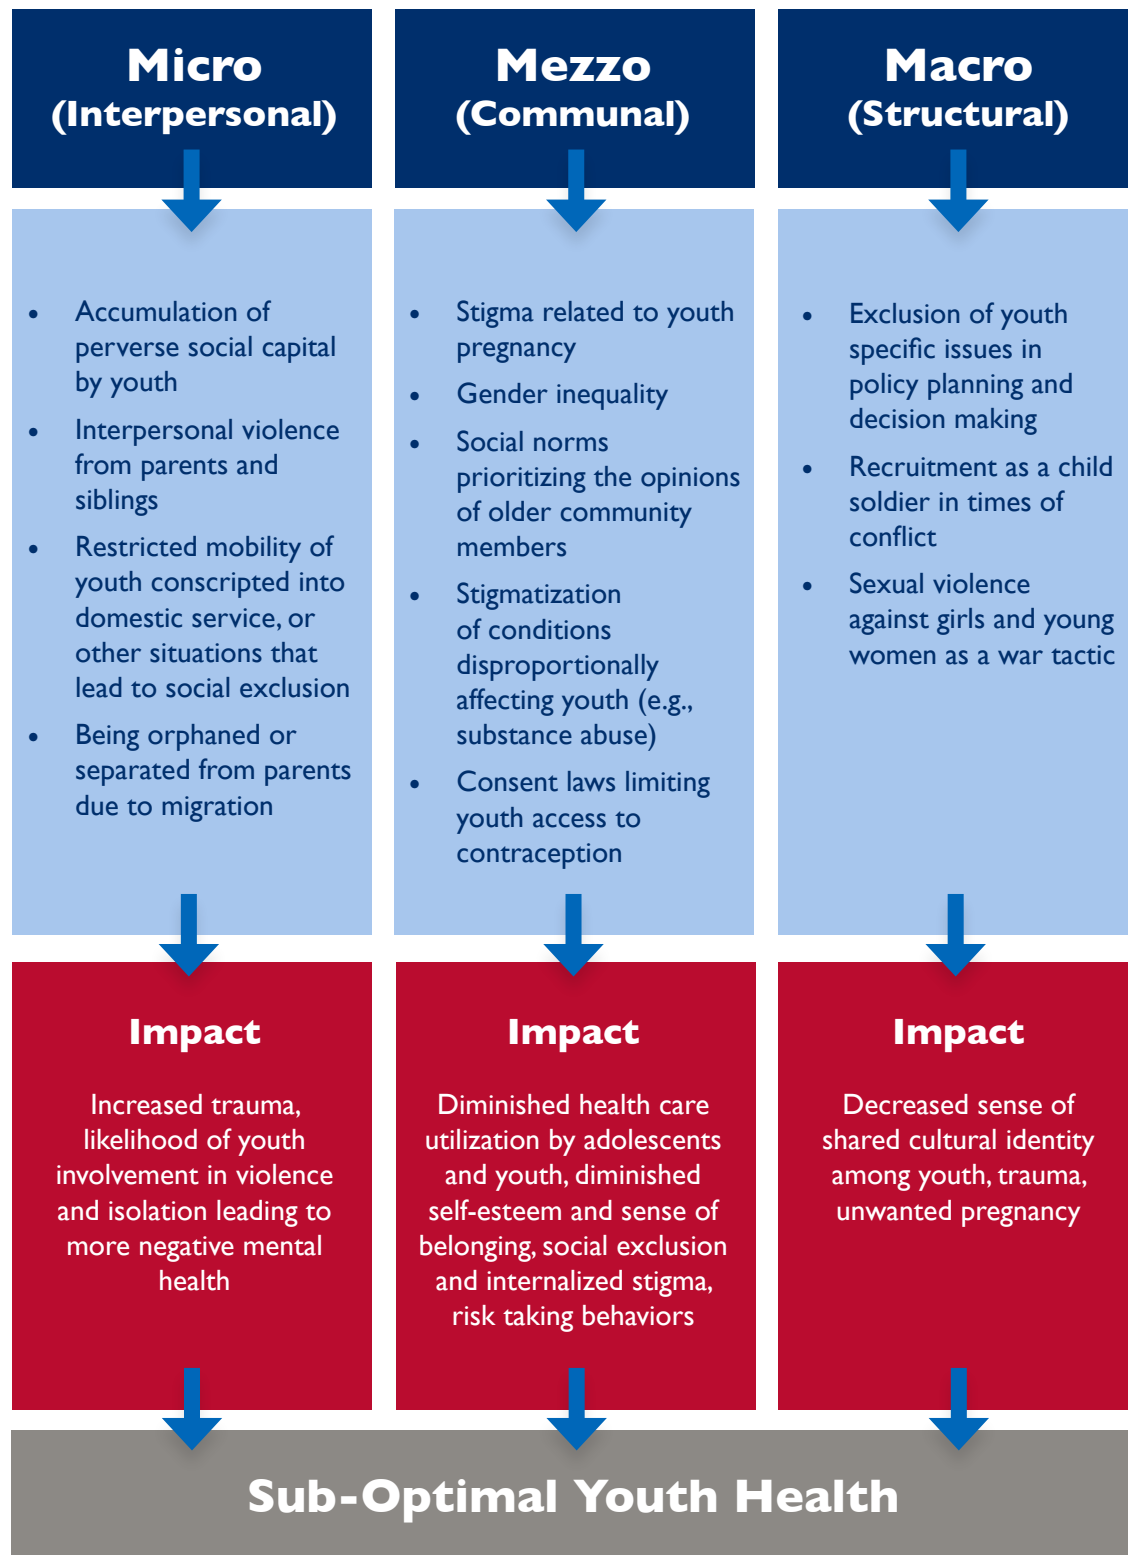 Micro
(Interpersonal)
Mezzo
(Communal)
Macro
(Structural)
• Accumulation of
perverse social capital
by youth
• Interpersonal violence
from parents and
siblings
• Restricted mobility of
youth conscripted into
domestic service, or
other situations that
lead to social exclusion
• Being orphaned or
separated from parents
due to migration
• Stigma related to youth
pregnancy
• Gender inequality
• Social norms
prioritizing the opinions
of older community
members
• Stigmatization
of conditions
disproportionally
affecting youth (e.g.,
substance abuse)
• Consent laws limiting
youth access to
contraception
• Exclusion of youth
specific issues in
policy planning and
decision making
• Recruitment as a child
soldier in times of
conflict
• Sexual violence
against girls and young
women as a war tactic
Impact
Increased trauma,
likelihood of youth
involvement in violence
and isolation leading to
more negative mental
health
Impact
Diminished health care
utilization by adolescents
and youth, diminished
self-esteem and sense of
belonging, social exclusion
and internalized stigma,
risk taking behaviors
Impact
Decreased sense of
shared cultural identity
among youth, trauma,
unwanted pregnancy
Sub-Optimal Youth Health